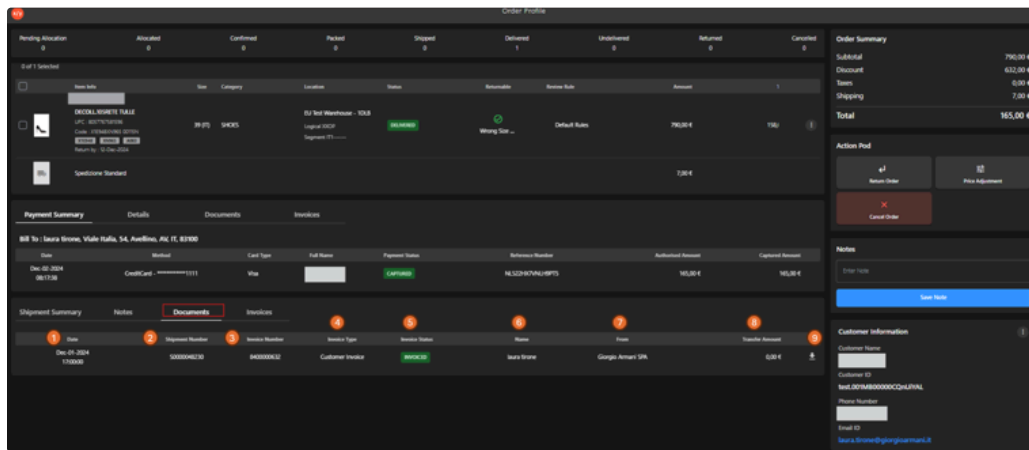 Order Profile
Pending Allocation Allocated Confirmed Packed Shipped Delivered Undelivered Returned Cancelled
0 0 0 0 0 1 0 0 0
0 of 1 Selected
Item Info Size Category Location Status Returnable Review Rule Amount
DECOLL.
TULLE
39 (IT) SHOES
EU Test Warehouse -
DELIVERED
Wrong Size ...
Default Rules
790,00 €
Return by : 12-Dec-2024
Spedizione Standard 7,00 €
Payment Summary Details Documents Invoices
Bill To : laura tirone, Viale Italia, 54, Avellino, AV, IT, 83100
Date Method Card Type Full Name Payment Status Reference Number Authorised Amount Captured Amount
Dec-02-2024
CreditCard - ************1111 Visa CAPTURED 165,00 € 165,00 €
Shipment Summary Notes Documents Invoices
1 2 3 4 5 6 7 8 9
Date Shipment Number Invoice Number Invoice Type Invoice Status Name From Transfer Amount
Dec-01-2024
17:00:00
S0000048230 8400000632 Customer Invoice INVOICED laura tirone Giorgio Armani SPA 0,00 €
Order Summary
Subtotal 790,00 €
Discount 632,00 €
Taxes 0,00 €
Shipping 7,00 €
Total 165,00 €
Action Pod
Return Order Price Adjustment
Cancel Order
Notes
Enter Note
Save Note
Customer Information
Customer Name
Customer ID
Phone Number
Email ID
laura.tirone@giorgioarmani.it